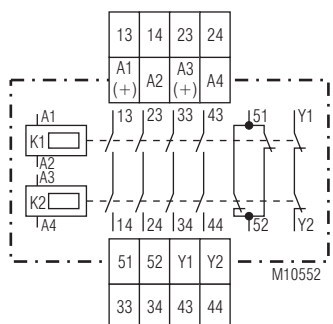 13 14 23 24
A1 (+) A2 A3 (+) A4
A1 13 23 33 43 51 Y1
K1
A2
A3
K2
A4 14 24 34 44 52 Y2
51 52 Y1 Y2
M10552
33 34 43 44